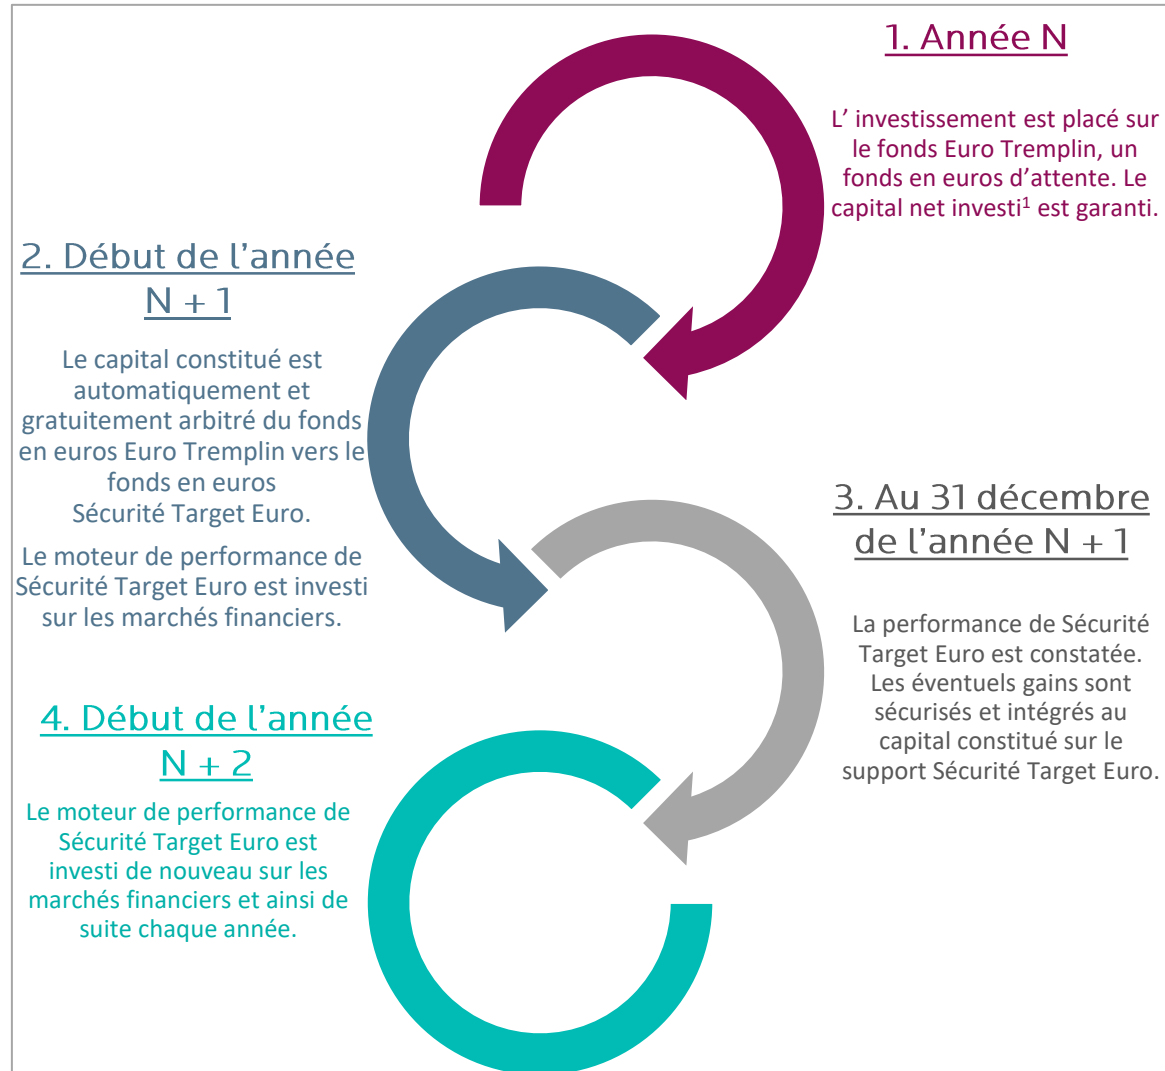 1. Année N
L' investissement est placé sur
le fonds Euro Tremplin, un
fonds en euros d'attente. Le
capital net investi¹ est garanti.
2. Début de l'année
N + 1
Le capital constitué est
automatiquement et
gratuitement arbitré du fonds
en euros Euro Tremplin vers le
fonds en euros
Sécurité Target Euro.
Le moteur de performance de
Sécurité Target Euro est investi
sur les marchés financiers.
3. Au 31 décembre
de l'année N + 1
La performance de Sécurité
Target Euro est constatée.
Les éventuels gains sont
sécurisés et intégrés au
capital constitué sur le
support Sécurité Target Euro.
4. Début de l'année
N + 2
Le moteur de performance de
Sécurité Target Euro est
investi de nouveau sur les
marchés financiers et ainsi de
suite chaque année.